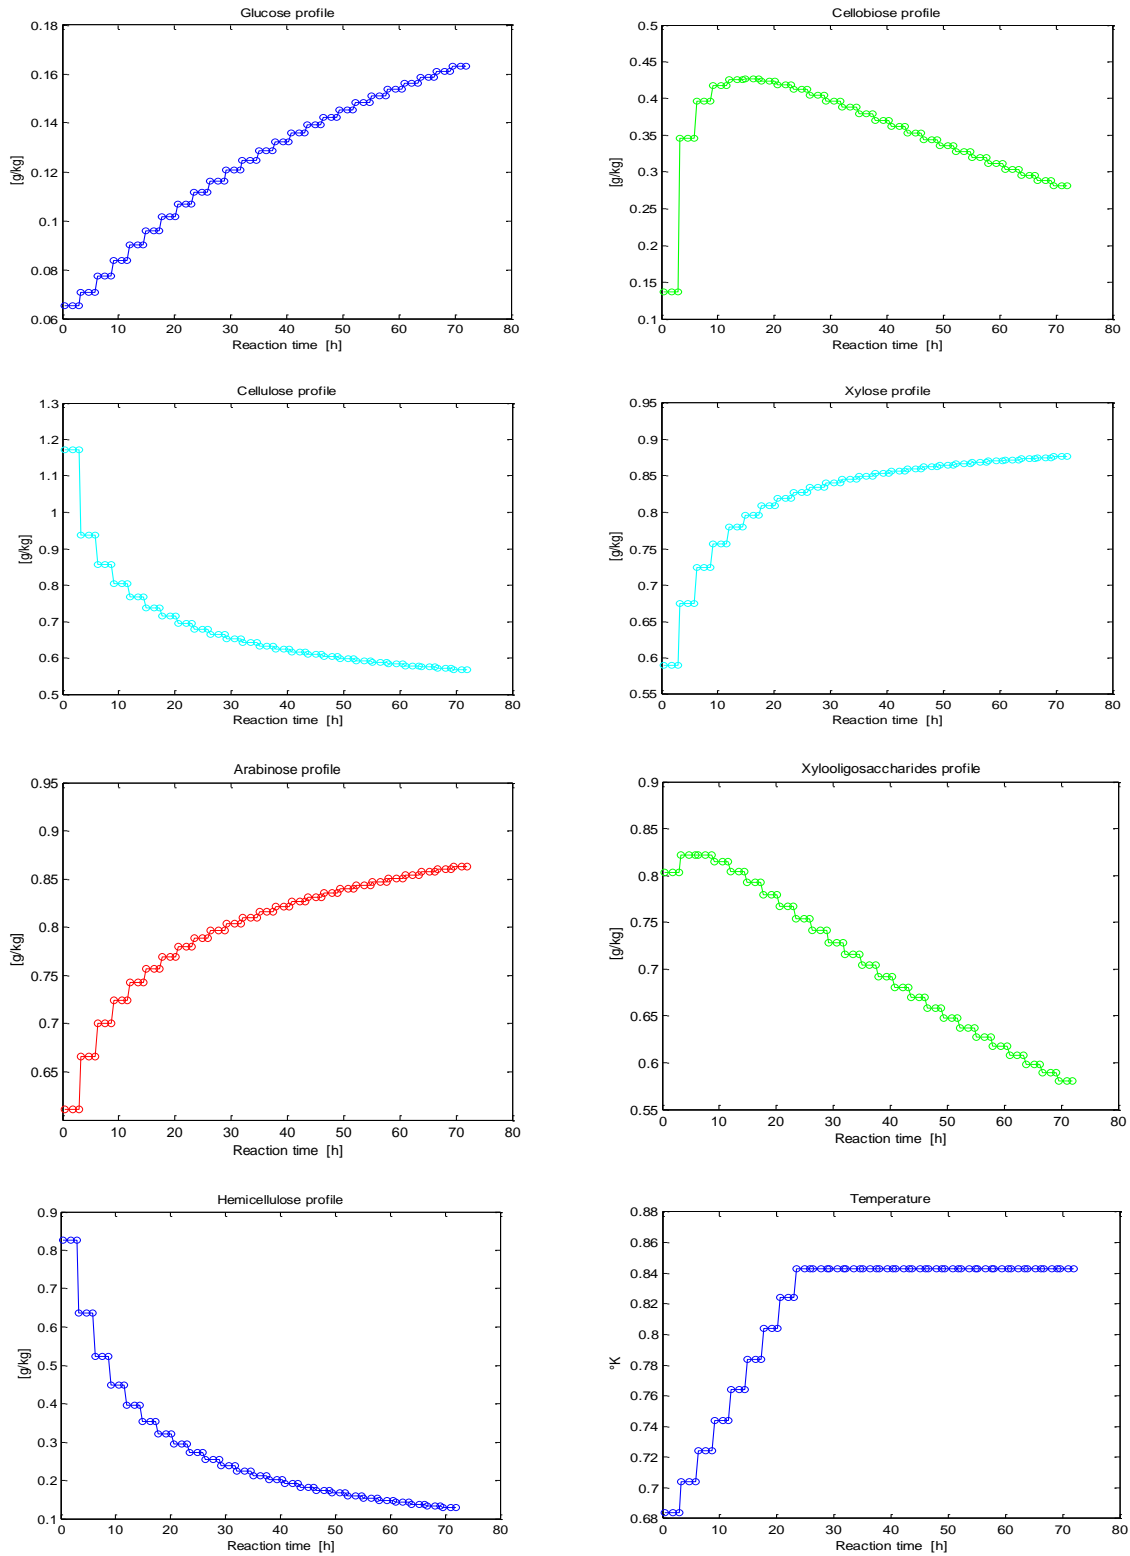 Glucose profile
0.18
0.16
0.14
0.12
0.1
0.08
0.06
[g/kg]
0 10 20 30 40 50 60 70 80
Reaction time [h]
Cellobiose profile
0.5
0.45
0.4
0.35
0.3
0.25
0.2
0.15
0.1
[g/kg]
0 10 20 30 40 50 60 70 80
Reaction time [h]
Cellulose profile
1.3
1.2
1.1
1
0.9
0.8
0.7
0.6
0.5
[g/kg]
0 10 20 30 40 50 60 70 80
Reaction time [h]
Xylose profile
0.95
0.9
0.85
0.8
0.75
0.7
0.65
0.6
0.55
[g/kg]
0 10 20 30 40 50 60 70 80
Reaction time [h]
Arabinose profile
0.95
0.9
0.85
0.8
0.75
0.7
0.65
[g/kg]
0 10 20 30 40 50 60 70 80
Reaction time [h]
Xylooligosaccharides profile
0.9
0.85
0.8
0.75
0.7
0.65
0.6
0.55
[g/kg]
0 10 20 30 40 50 60 70 80
Reaction time [h]
Hemicellulose profile
0.9
0.8
0.7
0.6
0.5
0.4
0.3
0.2
0.1
[g/kg]
0 10 20 30 40 50 60 70 80
Reaction time [h]
Temperature
0.88
0.86
0.84
0.82
0.8
0.78
0.76
0.74
0.72
0.7
0.68
°K
0 10 20 30 40 50 60 70 80
Reaction time [h]